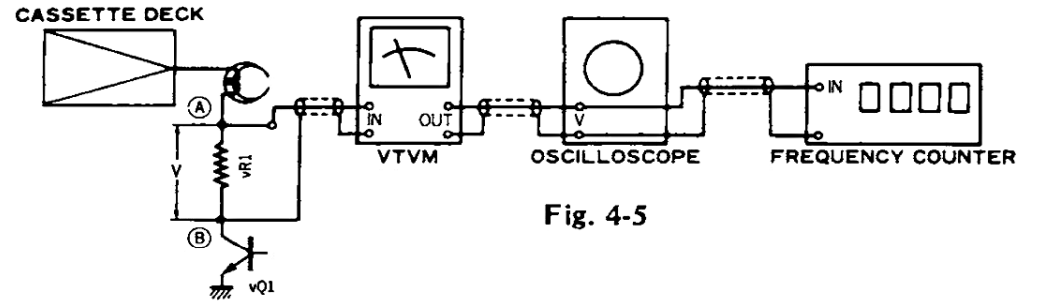 CASSETTE DECK
A
V
vR1
B
vQ1
IN
OUT
VTVM
V
OSCILLOSCOPE
IN
FREQUENCY COUNTER
Fig. 4-5